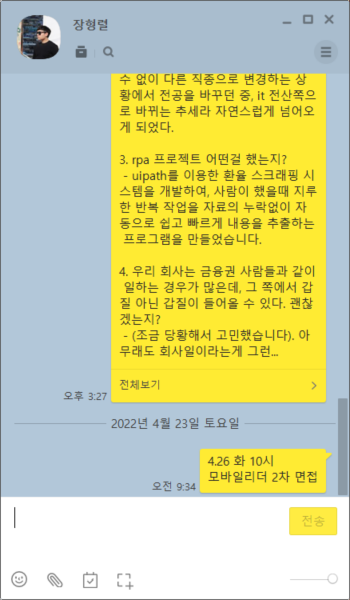 장형렬
수 없이 다른 직종으로 변경하는 상
황에서 전공을 바꾸던 중, it 전산쪽으
로 바뀌는 추세라 자연스럽게 넘어오
게 되었다.
3. rpa 프로젝트 어떤걸 했는지?
- uipath를 이용한 환율 스크래핑 시
스템을 개발하여, 사람이 했을때 지루
한 반복 작업을 자료의 누락없이 자
동으로 쉽고 빠르게 내용을 추출하는
프로그램을 만들었습니다.
4. 우리 회사는 금융권 사람들과 같이
일하는 경우가 많은데, 그 쪽에서 갑
질 아닌 갑질이 들어올 수 있다. 괜찮
겠는지?
- (조금 당황해서 고민했습니다). 아
무래도 회사일이라는게 그런...
전체보기
오후 3:27
2022년 4월 23일 토요일
4.26 화 10시
모바일리더 2차 면접
오전 9:34
전송